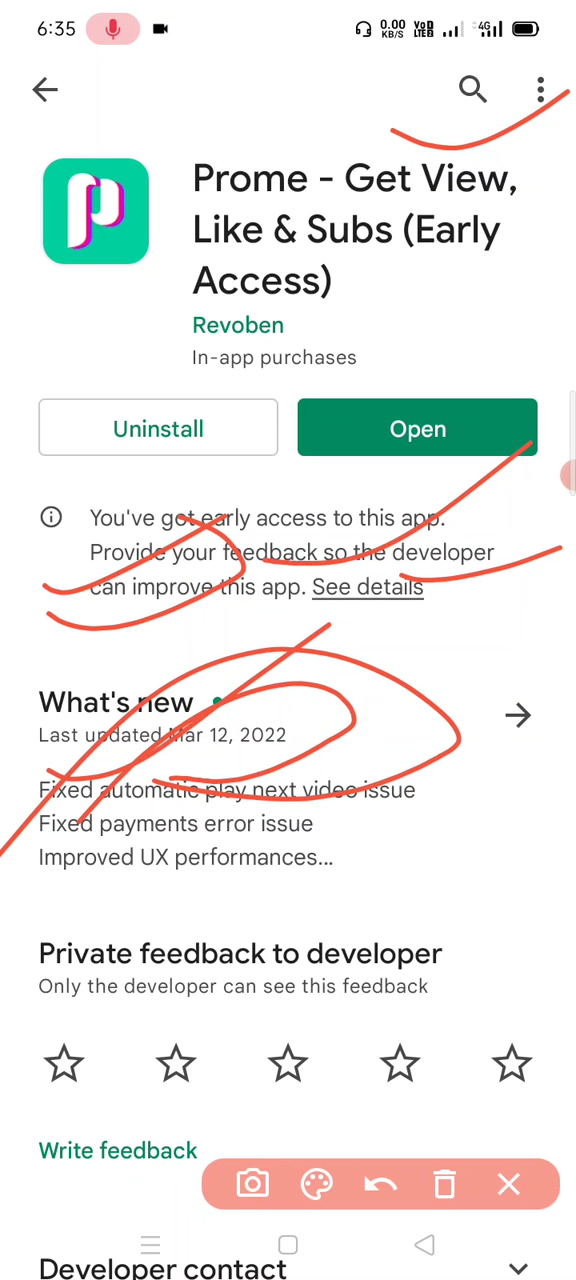 6:35
0.00
KB/S
Vo
LTE
4G
Prome - Get View,
Like & Subs (Early
Access)
Revoben
In-app purchases
Uninstall
Open
You've got early access to this app.
Provide your feedback so the developer
can improve this app. See details
What's new
Last updated Mar 12, 2022
Fixed automatic play next video issue
Fixed payments error issue
Improved UX performances...
Private feedback to developer
Only the developer can see this feedback
Write feedback
Developer contact